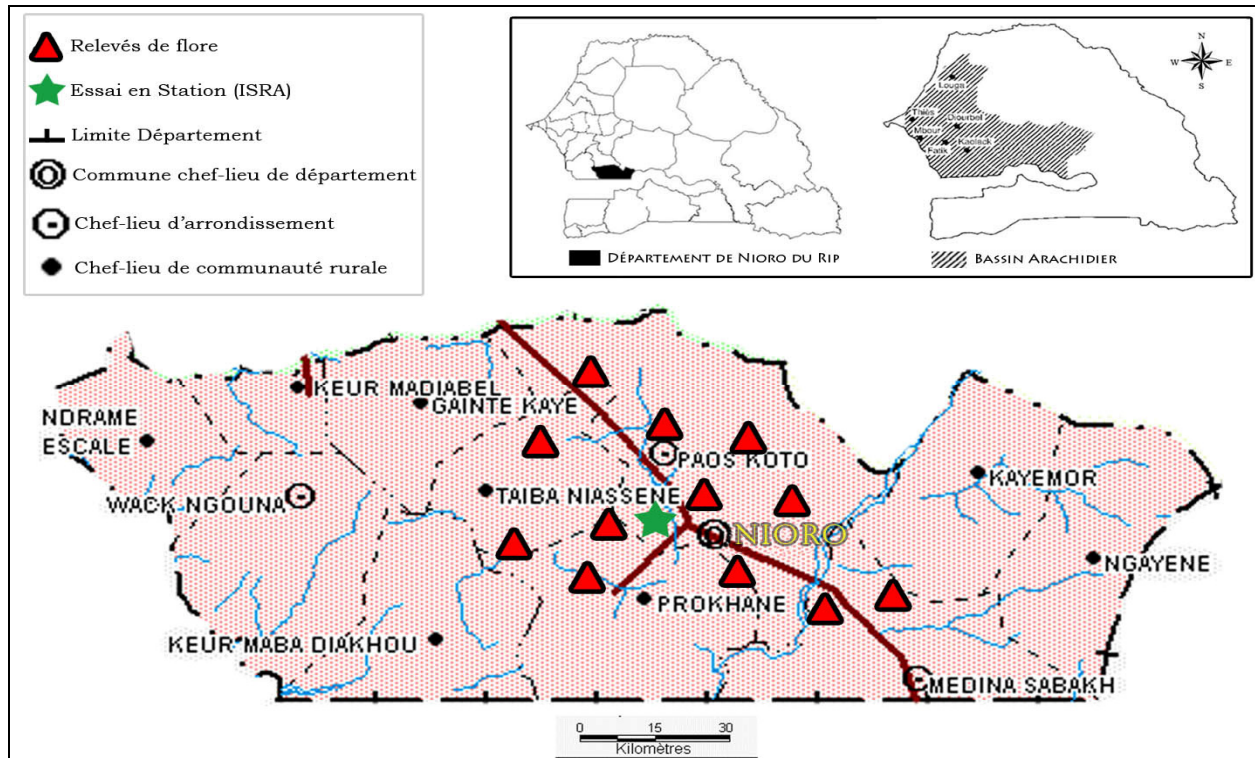 Relevés de flore
Essai en Station (ISRA)
Limite Département
Commune chef-lieu de département
Chef-lieu d'arrondissement
Chef-lieu de communauté rurale
Louga
Thiès
Diourbel
Mbour
Fatik
Kaolack
N
W
E
S
DÉPARTEMENT DE NIORO DU RIP
BASSIN ARACHIDIER
KEUR MADIABEL
GAINTE KAYE
NDRAME
ESCALE
PAOS KOTO
KAYEMOR
WACK NGOUNA
TAIBA NIASSENE
NIORO
NGAYENE
PROKHANE
KEUR MABA DIAKHOU
MEDINA SABAKH
0 15 30
Kilomètres